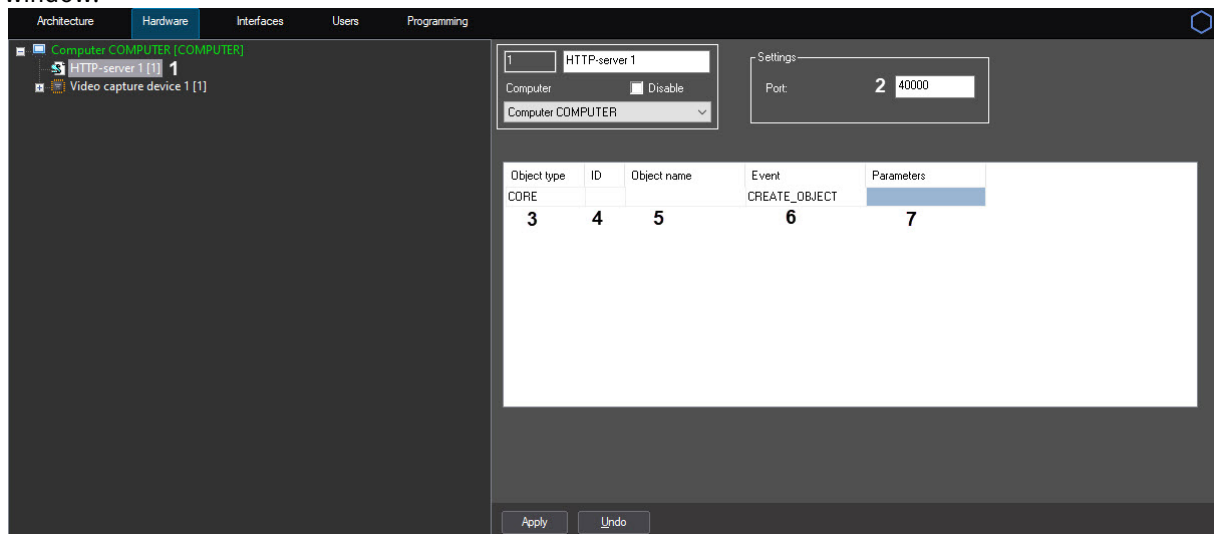 Architecture Hardware Interfaces Users Programming
Computer COMPUTER [COMPUTER]
HTTP-server 1 [1] 1
Video capture device 1 [1]
1 HTTP-server 1
Computer Disable
Computer COMPUTER
Settings
Port: 2 40000
Object type ID Object name Event Parameters
CORE CREATE_OBJECT
3 4 5 6 7
Apply Undo